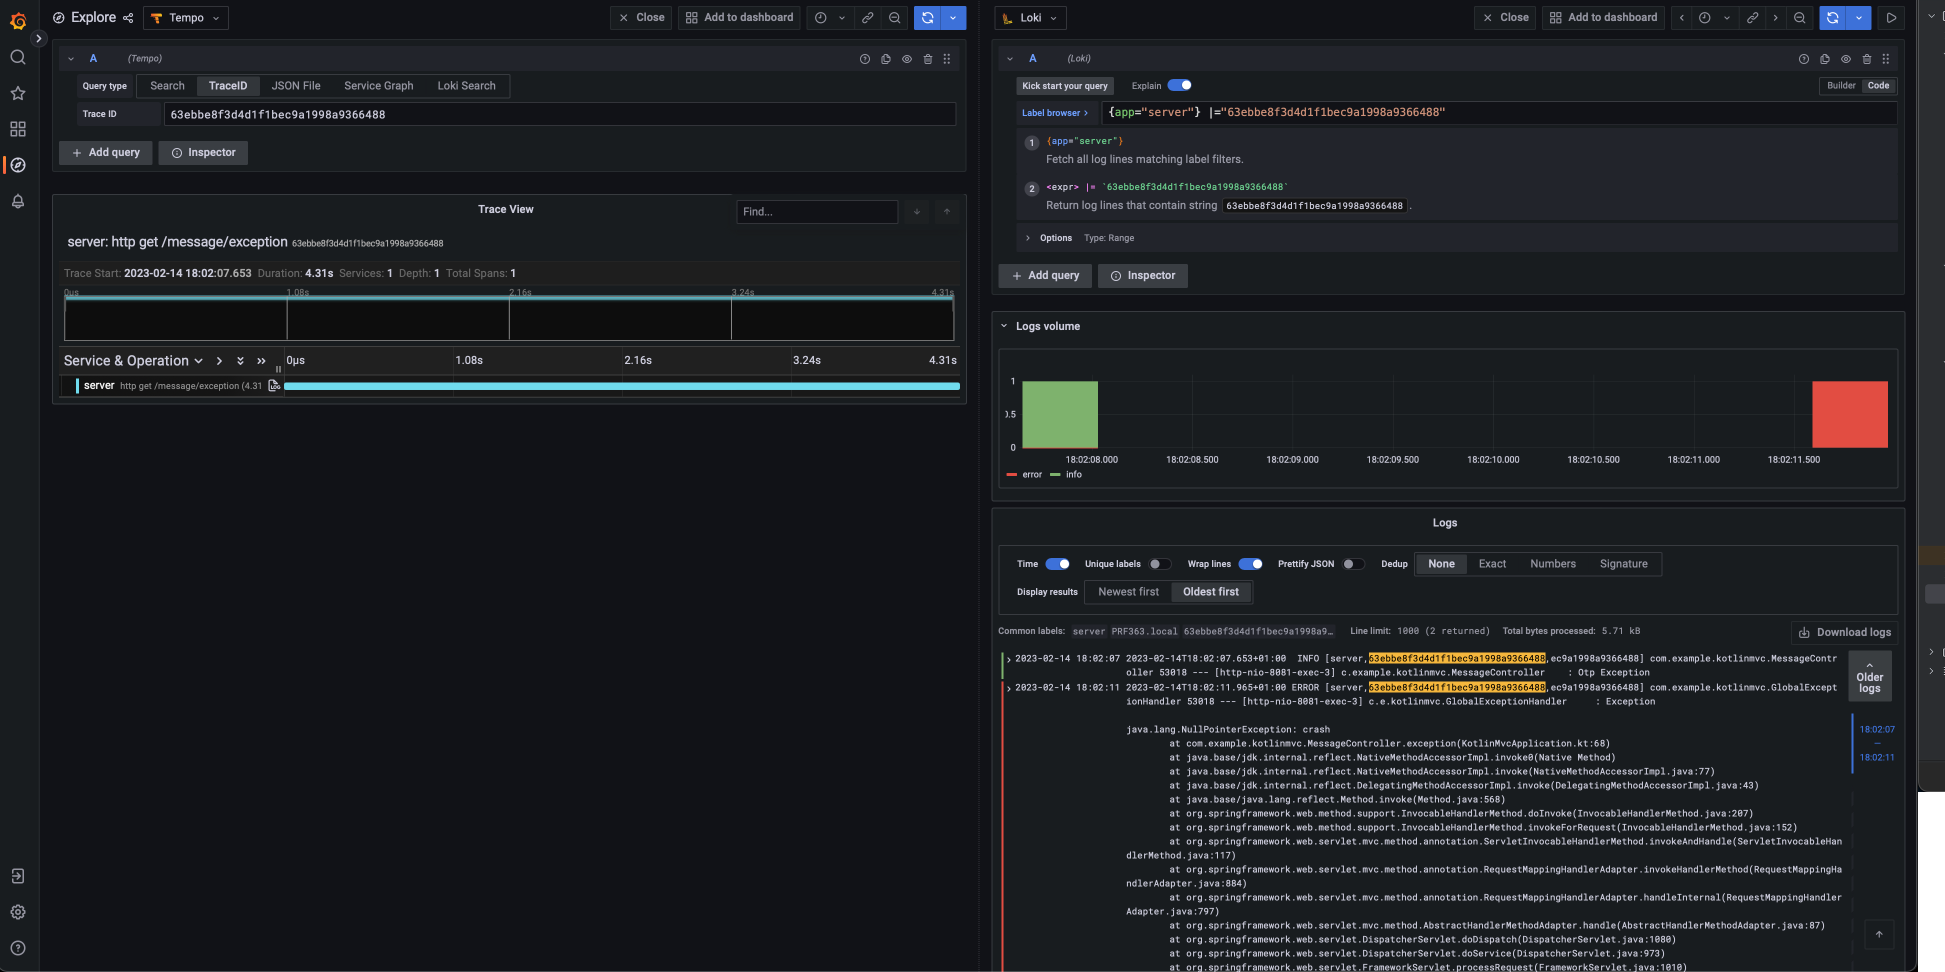 Explore
Tempo
Close
Add to dashboard
A
(Tempo)
Query type
Search
TraceID
JSON File
Service Graph
Loki Search
Trace ID
63ebbe8f3d4d1f1bec9a1998a9366488
+ Add query
Inspector
Trace View
Find...
server: http get /message/exception 63ebbe8f3d4d1f1bec9a1998a9366488
Trace Start: 2023-02-14 18:02:07.653 Duration: 4.31s Services: 1 Depth: 1 Total Spans: 1
0μs
1.08s
2.16s
3.24s
4.31s
Service & Operation
0μs
1.08s
2.16s
3.24s
4.31s
server http get /message/exception (4.31
LOG
Loki
Close
Add to dashboard
A
(Loki)
Kick start your query
Explain
Builder
Code
Label browser >
{app="server"} |="63ebbe8f3d4d1f1bec9a1998a9366488"
1 {app="server"}
Fetch all log lines matching label filters.
2 <expr> |= `63ebbe8f3d4d1f1bec9a1998a9366488`
Return log lines that contain string 63ebbe8f3d4d1f1bec9a1998a9366488 .
Options
Type: Range
+ Add query
Inspector
Logs volume
1
0.5
0
18:02:08.000
18:02:08.500
18:02:09.000
18:02:09.500
18:02:10.000
18:02:10.500
18:02:11.000
18:02:11.500
error
info
Logs
Time
Unique labels
Wrap lines
Prettify JSON
Dedup
None
Exact
Numbers
Signature
Display results
Newest first
Oldest first
Common labels: server PRF363.local 63ebbe8f3d4d1f1bec9a1998a9… Line limit: 1000 (2 returned) Total bytes processed: 5.71 kB
Download logs
2023-02-14 18:02:07 2023-02-14T18:02:07.653+01:00 INFO [server,63ebbe8f3d4d1f1bec9a1998a9366488,ec9a1998a9366488] com.example.kotlinmvc.MessageContr
oller 53018 --- [http-nio-8081-exec-3] c.example.kotlinmvc.MessageController : Otp Exception
2023-02-14 18:02:11 2023-02-14T18:02:11.965+01:00 ERROR [server,63ebbe8f3d4d1f1bec9a1998a9366488,ec9a1998a9366488] com.example.kotlinmvc.GlobalExcept
ionHandler 53018 --- [http-nio-8081-exec-3] c.e.kotlinmvc.GlobalExceptionHandler : Exception
java.lang.NullPointerException: crash
at com.example.kotlinmvc.MessageController.exception(KotlinMvcApplication.kt:68)
at java.base/jdk.internal.reflect.NativeMethodAccessorImpl.invoke0(Native Method)
at java.base/jdk.internal.reflect.NativeMethodAccessorImpl.invoke(NativeMethodAccessorImpl.java:77)
at java.base/jdk.internal.reflect.DelegatingMethodAccessorImpl.invoke(DelegatingMethodAccessorImpl.java:43)
at java.base/java.lang.reflect.Method.invoke(Method.java:568)
at org.springframework.web.method.support.InvocableHandlerMethod.doInvoke(InvocableHandlerMethod.java:207)
at org.springframework.web.method.support.InvocableHandlerMethod.invokeForRequest(InvocableHandlerMethod.java:152)
at org.springframework.web.servlet.mvc.method.annotation.ServletInvocableHandlerMethod.invokeAndHandle(ServletInvocableHan
dlerMethod.java:117)
at org.springframework.web.servlet.mvc.method.annotation.RequestMappingHandlerAdapter.invokeHandlerMethod(RequestMappingHa
ndlerAdapter.java:884)
at org.springframework.web.servlet.mvc.method.annotation.RequestMappingHandlerAdapter.handleInternal(RequestMappingHandler
Adapter.java:797)
at org.springframework.web.servlet.mvc.method.AbstractHandlerMethodAdapter.handle(AbstractHandlerMethodAdapter.java:87)
at org.springframework.web.servlet.DispatcherServlet.doDispatch(DispatcherServlet.java:1080)
at org.springframework.web.servlet.DispatcherServlet.doService(DispatcherServlet.java:973)
at org.springframework.web.servlet.FrameworkServlet.processRequest(FrameworkServlet.java:1010)
Older
logs
18:02:07
—
18:02:11